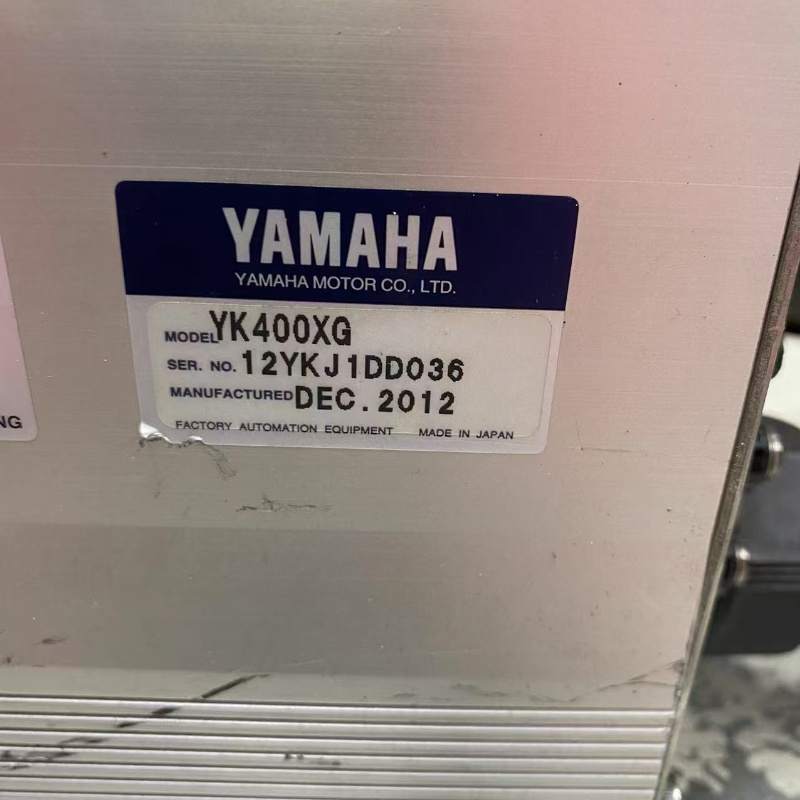 YAMAHA
YAMAHA MOTOR CO., LTD.
MODEL YK400XG
SER. NO. 12YKJ1DD036
MANUFACTURED DEC. 2012
FACTORY AUTOMATION EQUIPMENT MADE IN JAPAN